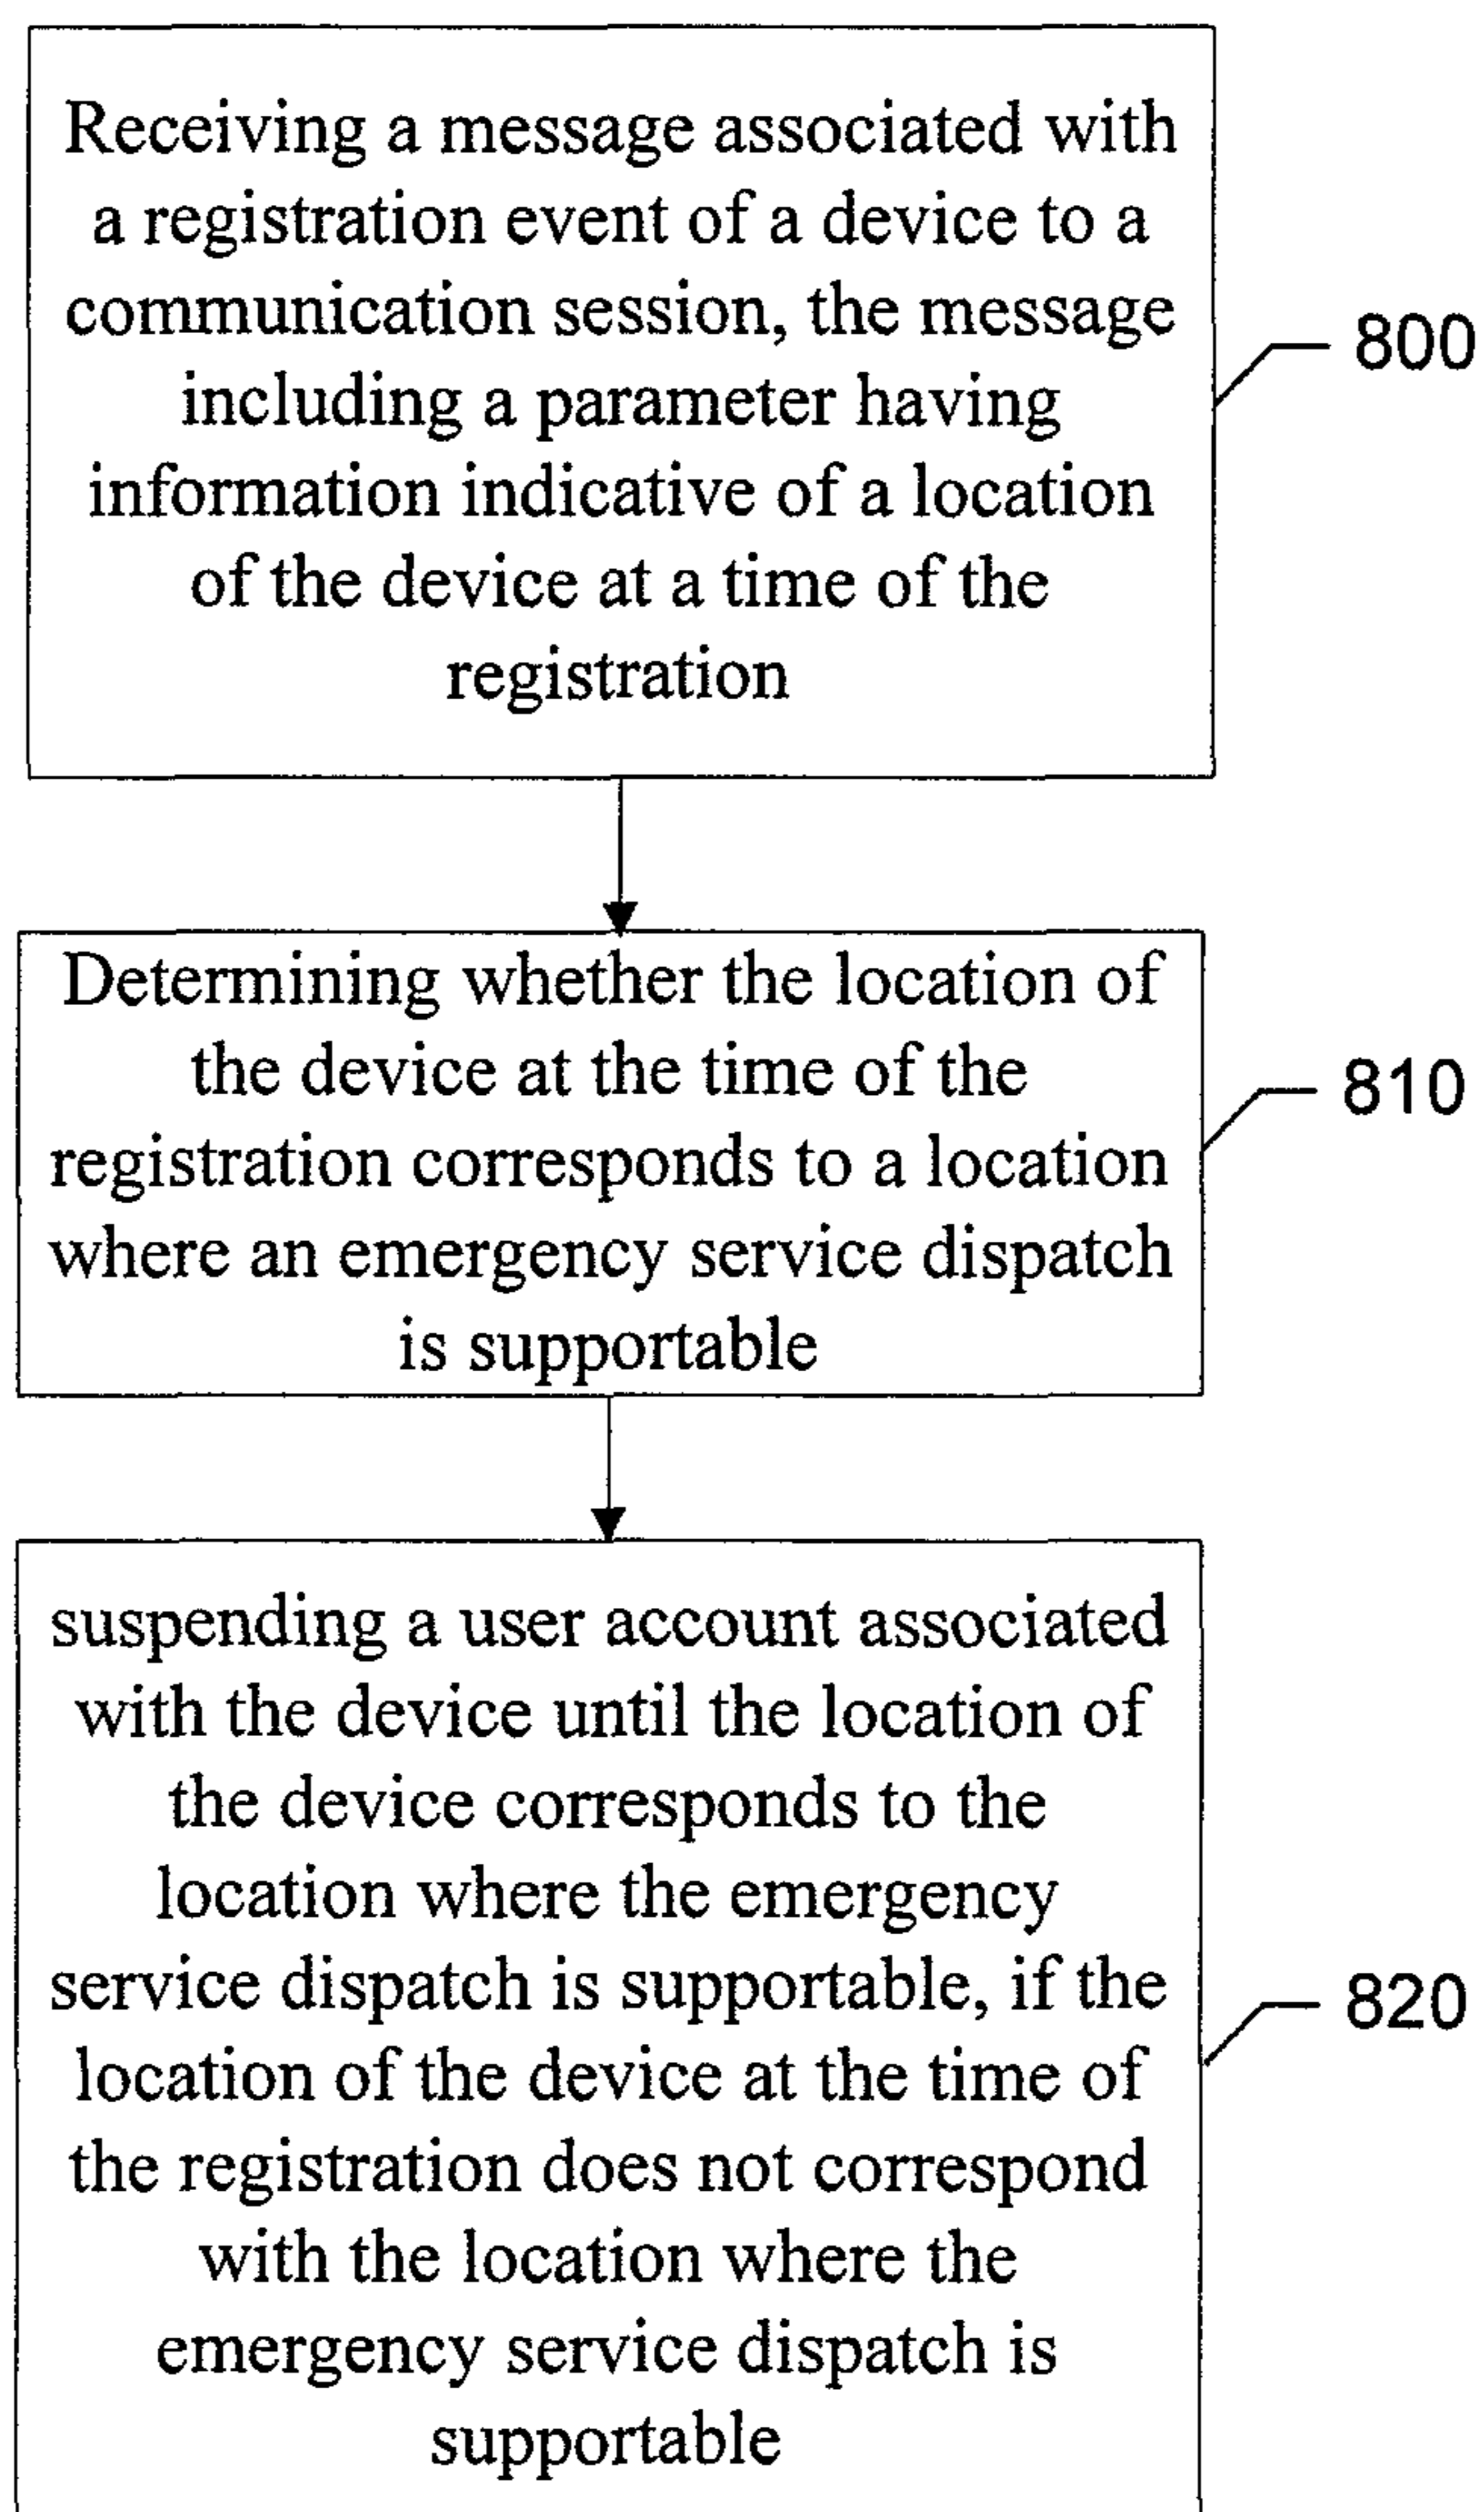 Receiving a message associated with
a registration event of a device to a
communication session, the message
including a parameter having
information indicative of a location
of the device at a time of the
registration
800
Determining whether the location of
the device at the time of the
registration corresponds to a location
where an emergency service dispatch
is supportable
810
suspending a user account associated
with the device until the location of
the device corresponds to the
location where the emergency
service dispatch is supportable, if the
location of the device at the time of
the registration does not correspond
with the location where the
emergency service dispatch is
supportable
820